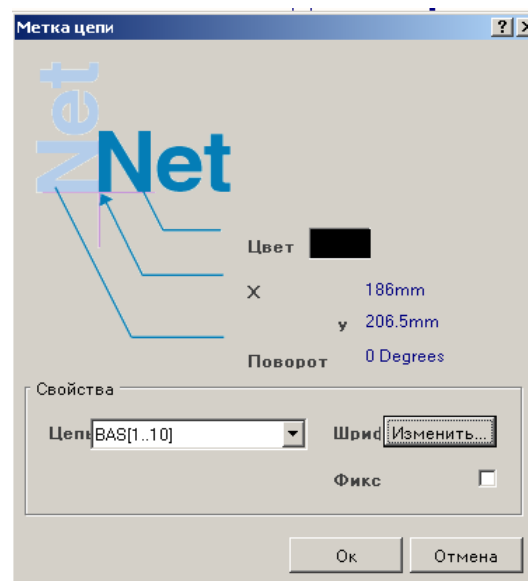 Метка цепи
Net
Net
Цвет
X 186mm
y 206.5mm
Поворот 0 Degrees
Свойства
Цепь BAS[1..10] Шриф Изменить...
Фикс
Ок Отмена